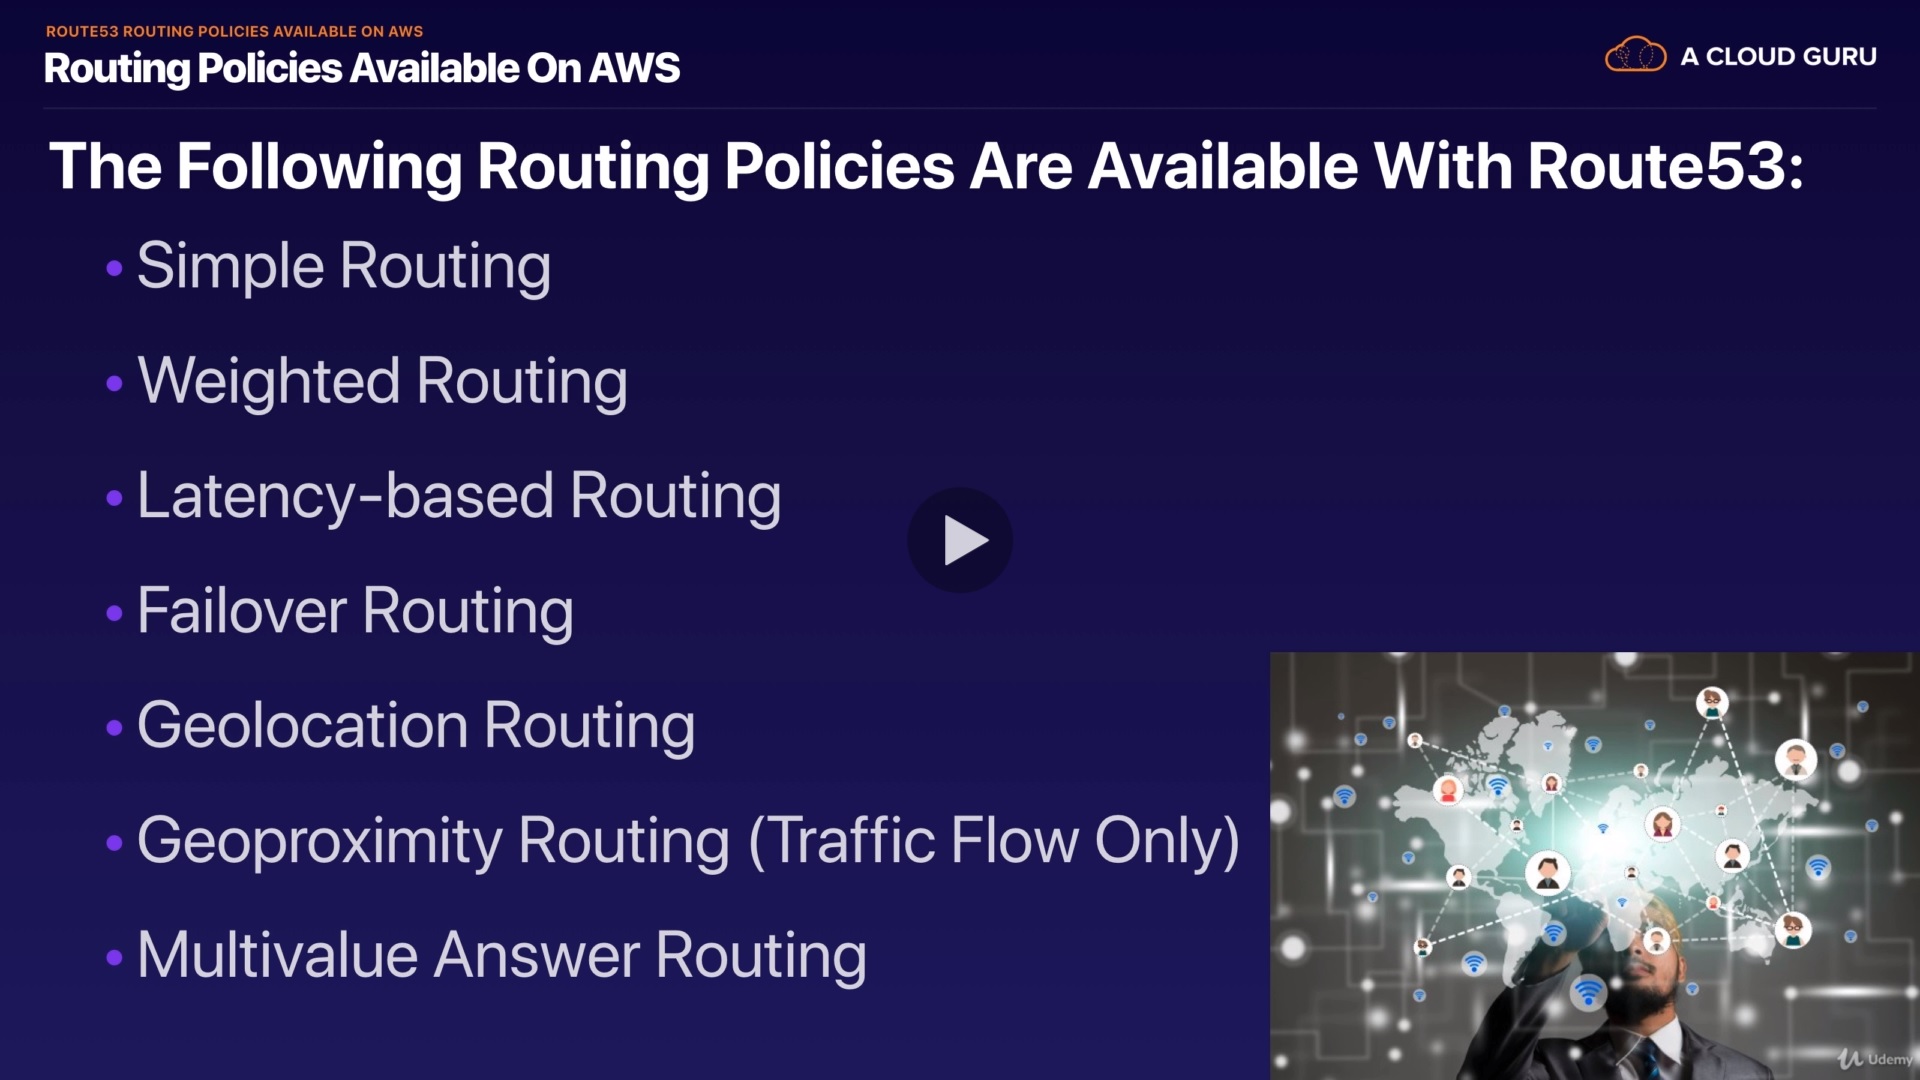 ROUTE53 ROUTING POLICIES AVAILABLE ON AWS
Routing Policies Available On AWS
A CLOUD GURU
The Following Routing Policies Are Available With Route53:
• Simple Routing
• Weighted Routing
• Latency-based Routing
• Failover Routing
• Geolocation Routing
• Geoproximity Routing (Traffic Flow Only)
• Multivalue Answer Routing
Udemy